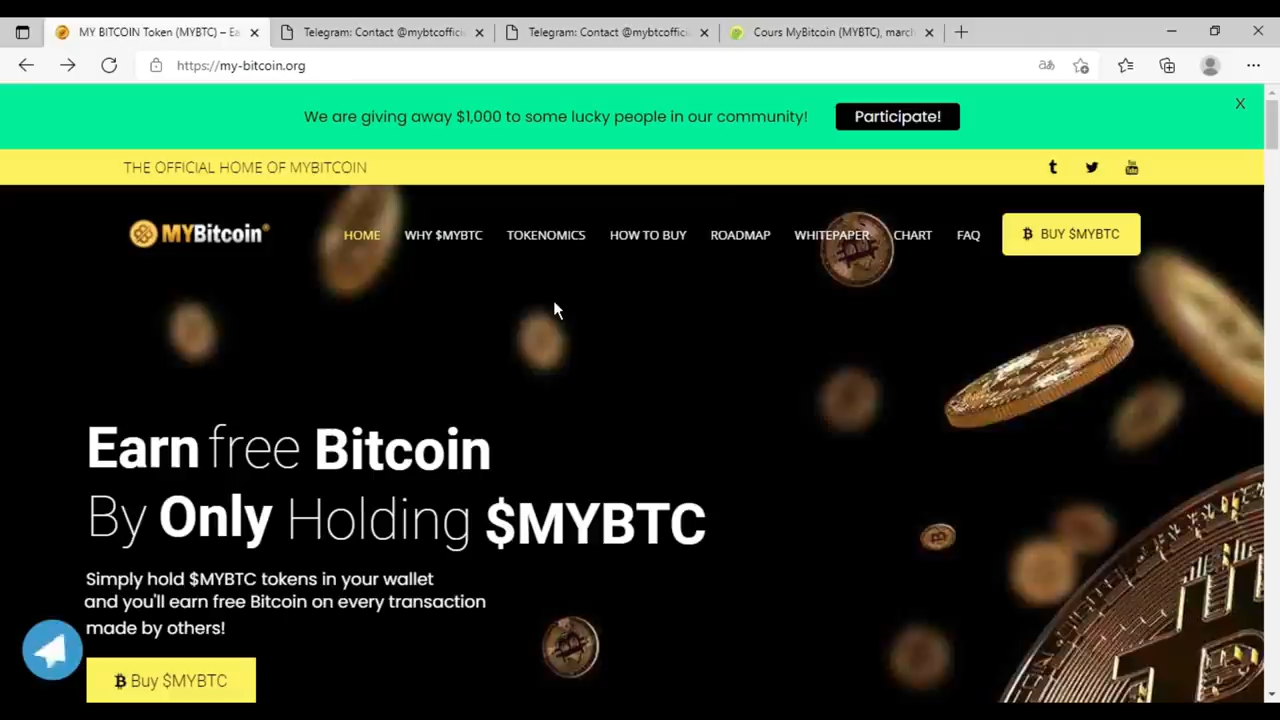 MY BITCOIN Token (MYBTC) – Ea
Telegram: Contact @mybtcoffici
Telegram: Contact @mybtcoffici
Cours MyBitcoin (MYBTC), march
https://my-bitcoin.org
We are giving away $1,000 to some lucky people in our community!
Participate!
X
THE OFFICIAL HOME OF MYBITCOIN
MYBitcoin
HOME
WHY $MYBTC
TOKENOMICS
HOW TO BUY
ROADMAP
WHITEPAPER
CHART
FAQ
BUY $MYBTC
Earn free Bitcoin
By Only Holding $MYBTC
Simply hold $MYBTC tokens in your wallet
and you'll earn free Bitcoin on every transaction
made by others!
Buy $MYBTC